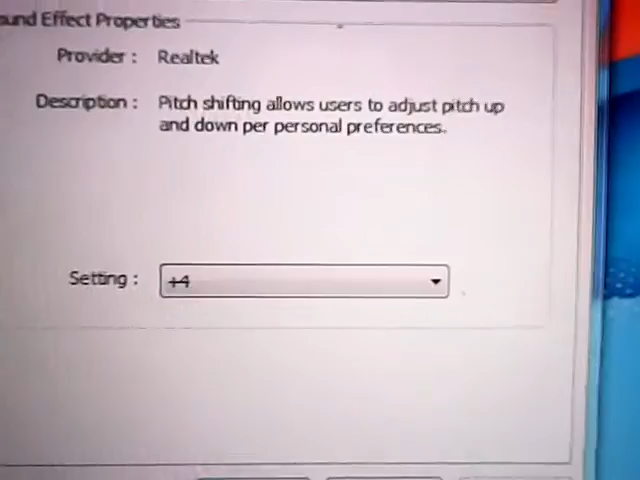 ound Effect Properties
Provider : Realtek
Description : Pitch shifting allows users to adjust pitch up
and down per personal preferences.
Setting : +4